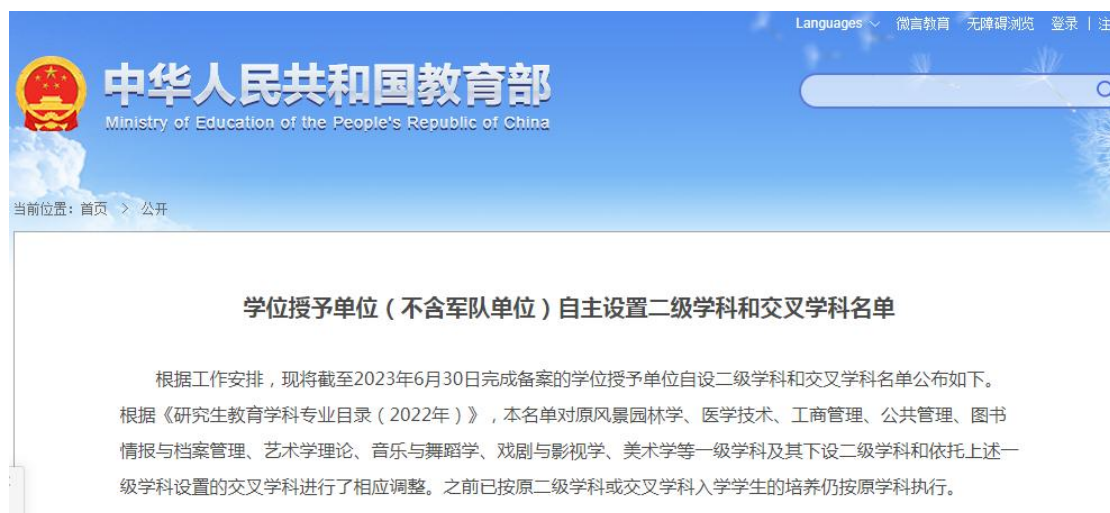 Languages 微言教育 无障碍浏览 登录 | 注
中华人民共和国教育部
Ministry of Education of the People's Republic of China
当前位置：首页 > 公开
学位授予单位（不含军队单位）自主设置二级学科和交叉学科名单
根据工作安排，现将截至2023年6月30日完成备案的学位授予单位自设二级学科和交叉学科名单公布如下。
根据《研究生教育学科专业目录（2022年）》，本名单对原风景园林学、医学技术、工商管理、公共管理、图书
情报与档案管理、艺术学理论、音乐与舞蹈学、戏剧与影视学、美术学等一级学科及其下设二级学科和依托上述一
级学科设置的交叉学科进行了相应调整。之前已按原二级学科或交叉学科入学学生的培养仍按原学科执行。